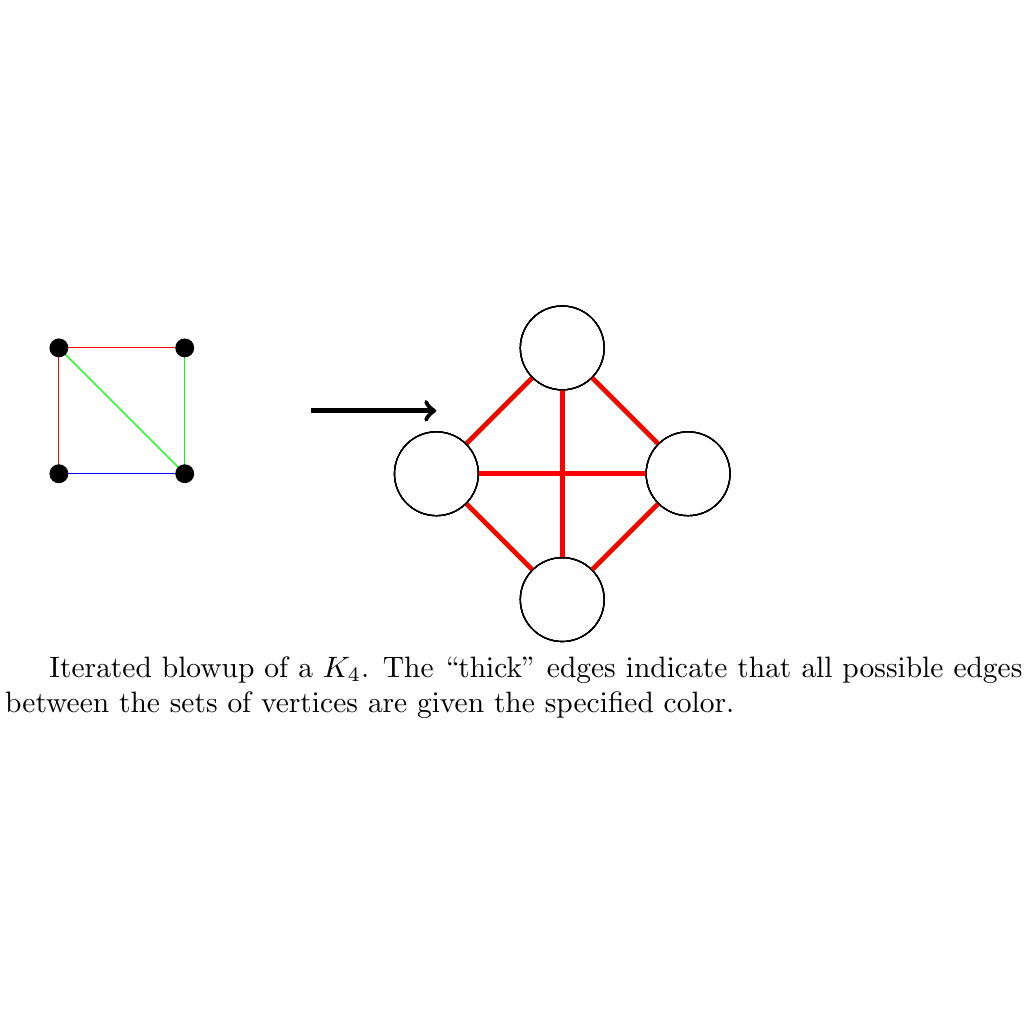 Iterated blowup of a $K_4$. The “thick” edges indicate that all possible edges
between the sets of vertices are given the specified color.